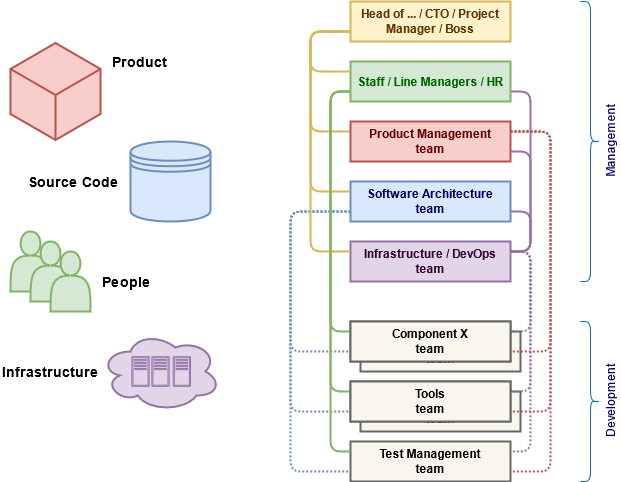 Product
Source Code
People
Infrastructure
Head of ... / CTO / Project
Manager / Boss
Staff / Line Managers / HR
Product Management
team
Software Architecture
team
Infrastructure / DevOps
team
Management
Component X
team
Tools
team
Test Management
team
Development